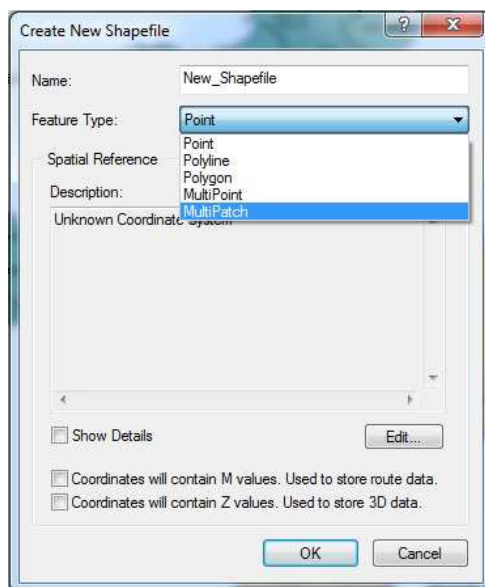 Create New Shapefile
Name: New_Shapefile
Feature Type: Point
Point
Polyline
Polygon
MultiPoint
MultiPatch
Spatial Reference
Description:
Unknown Coordinate System
Show Details
Edit...
Coordinates will contain M values. Used to store route data.
Coordinates will contain Z values. Used to store 3D data.
OK Cancel